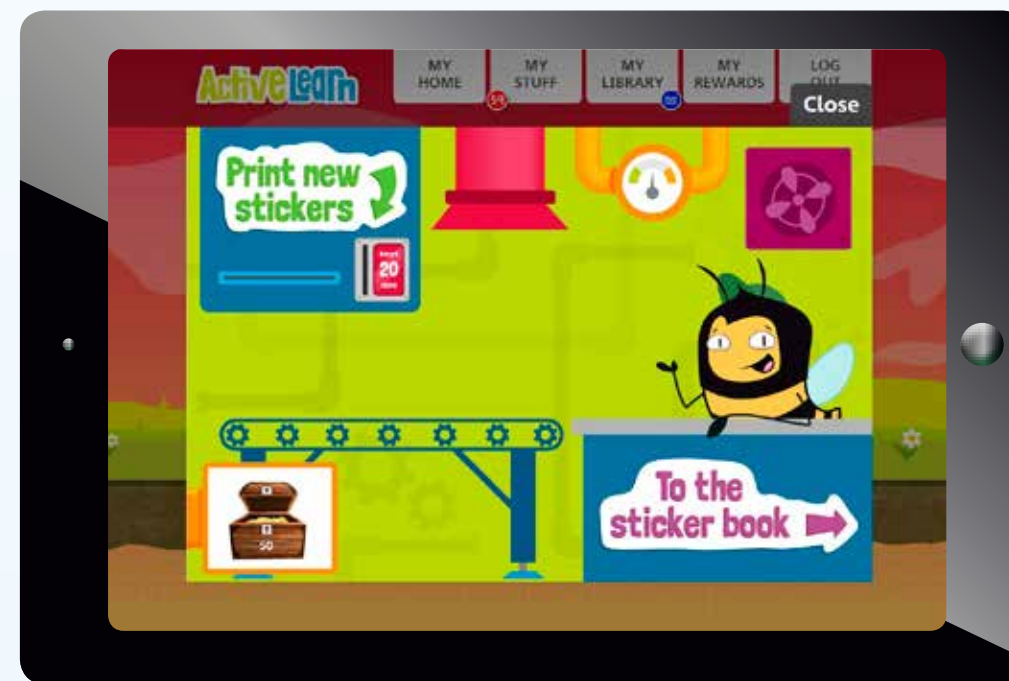 ActiveLearn
MY
HOME
MY
STUFF
MY
LIBRARY
MY
REWARDS
LOG
OUT
Close
Print new
stickers
20
50
To the
sticker book